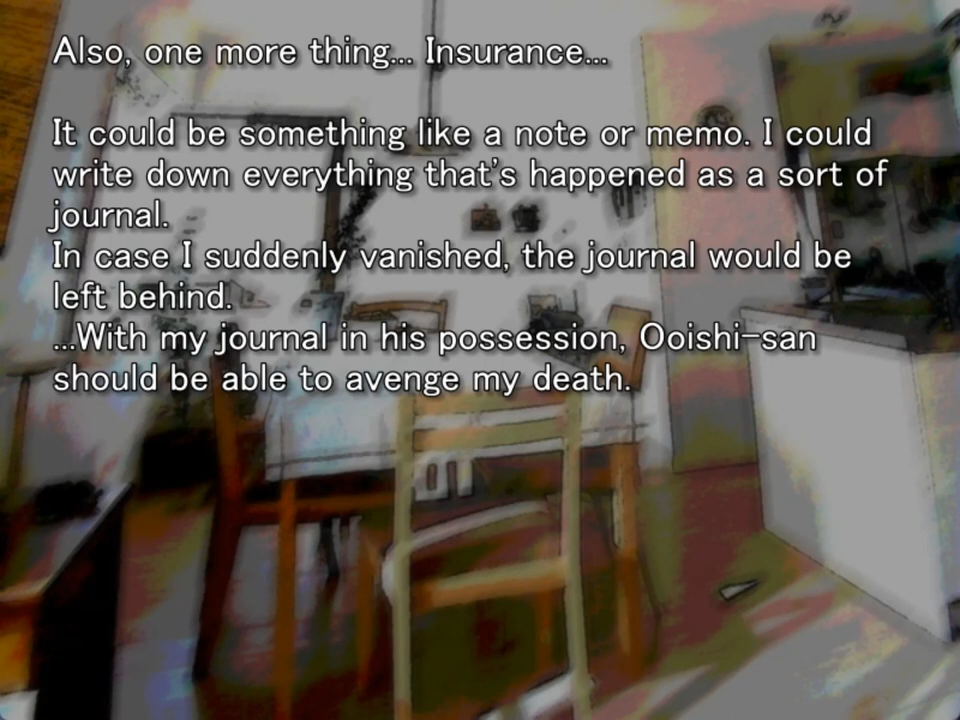 Also, one more thing... Insurance...
It could be something like a note or memo. I could
write down everything that's happened as a sort of
journal.
In case I suddenly vanished, the journal would be
left behind.
...With my journal in his possession, Ooishi-san
should be able to avenge my death.